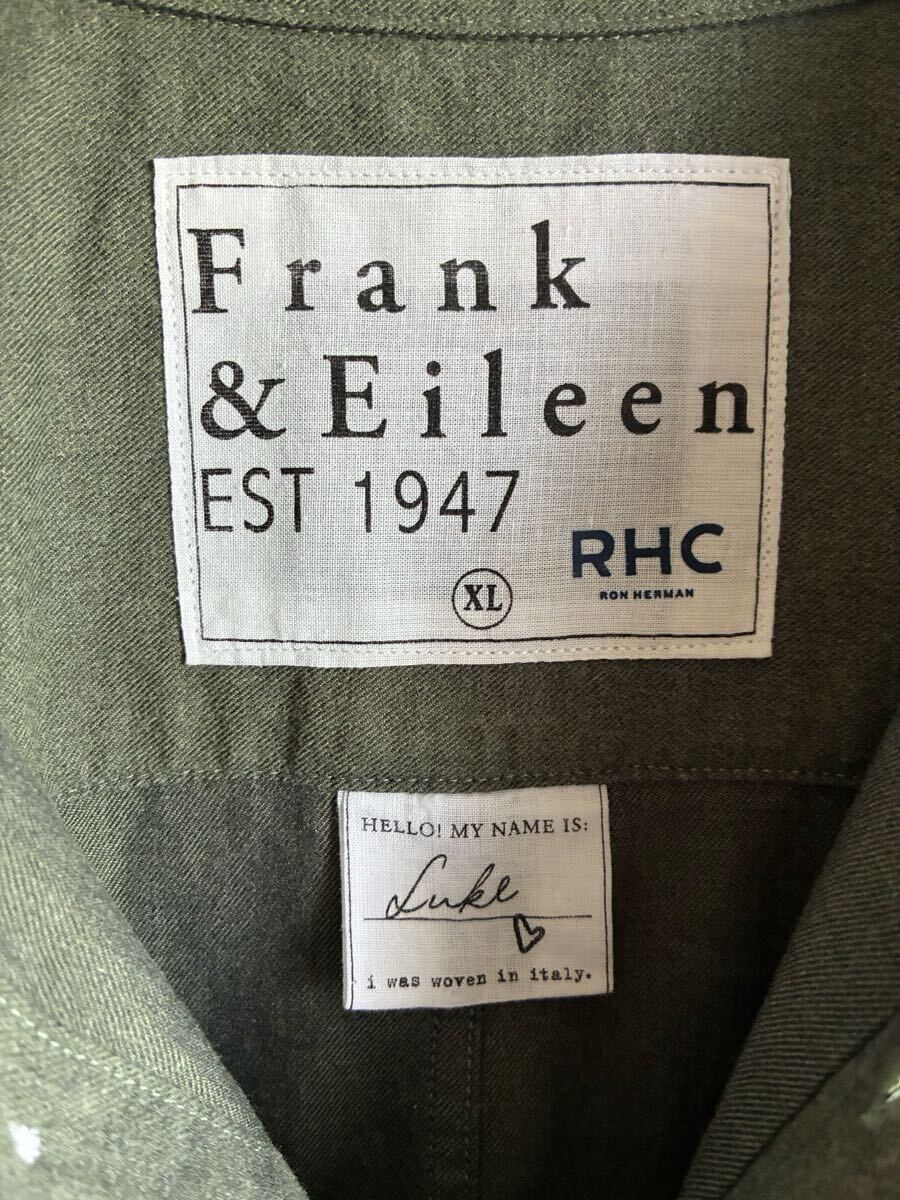 Frank
& Eileen
EST 1947
RHC
RON HERMAN
XL
HELLO! MY NAME IS:
Luke
i was woven in italy.